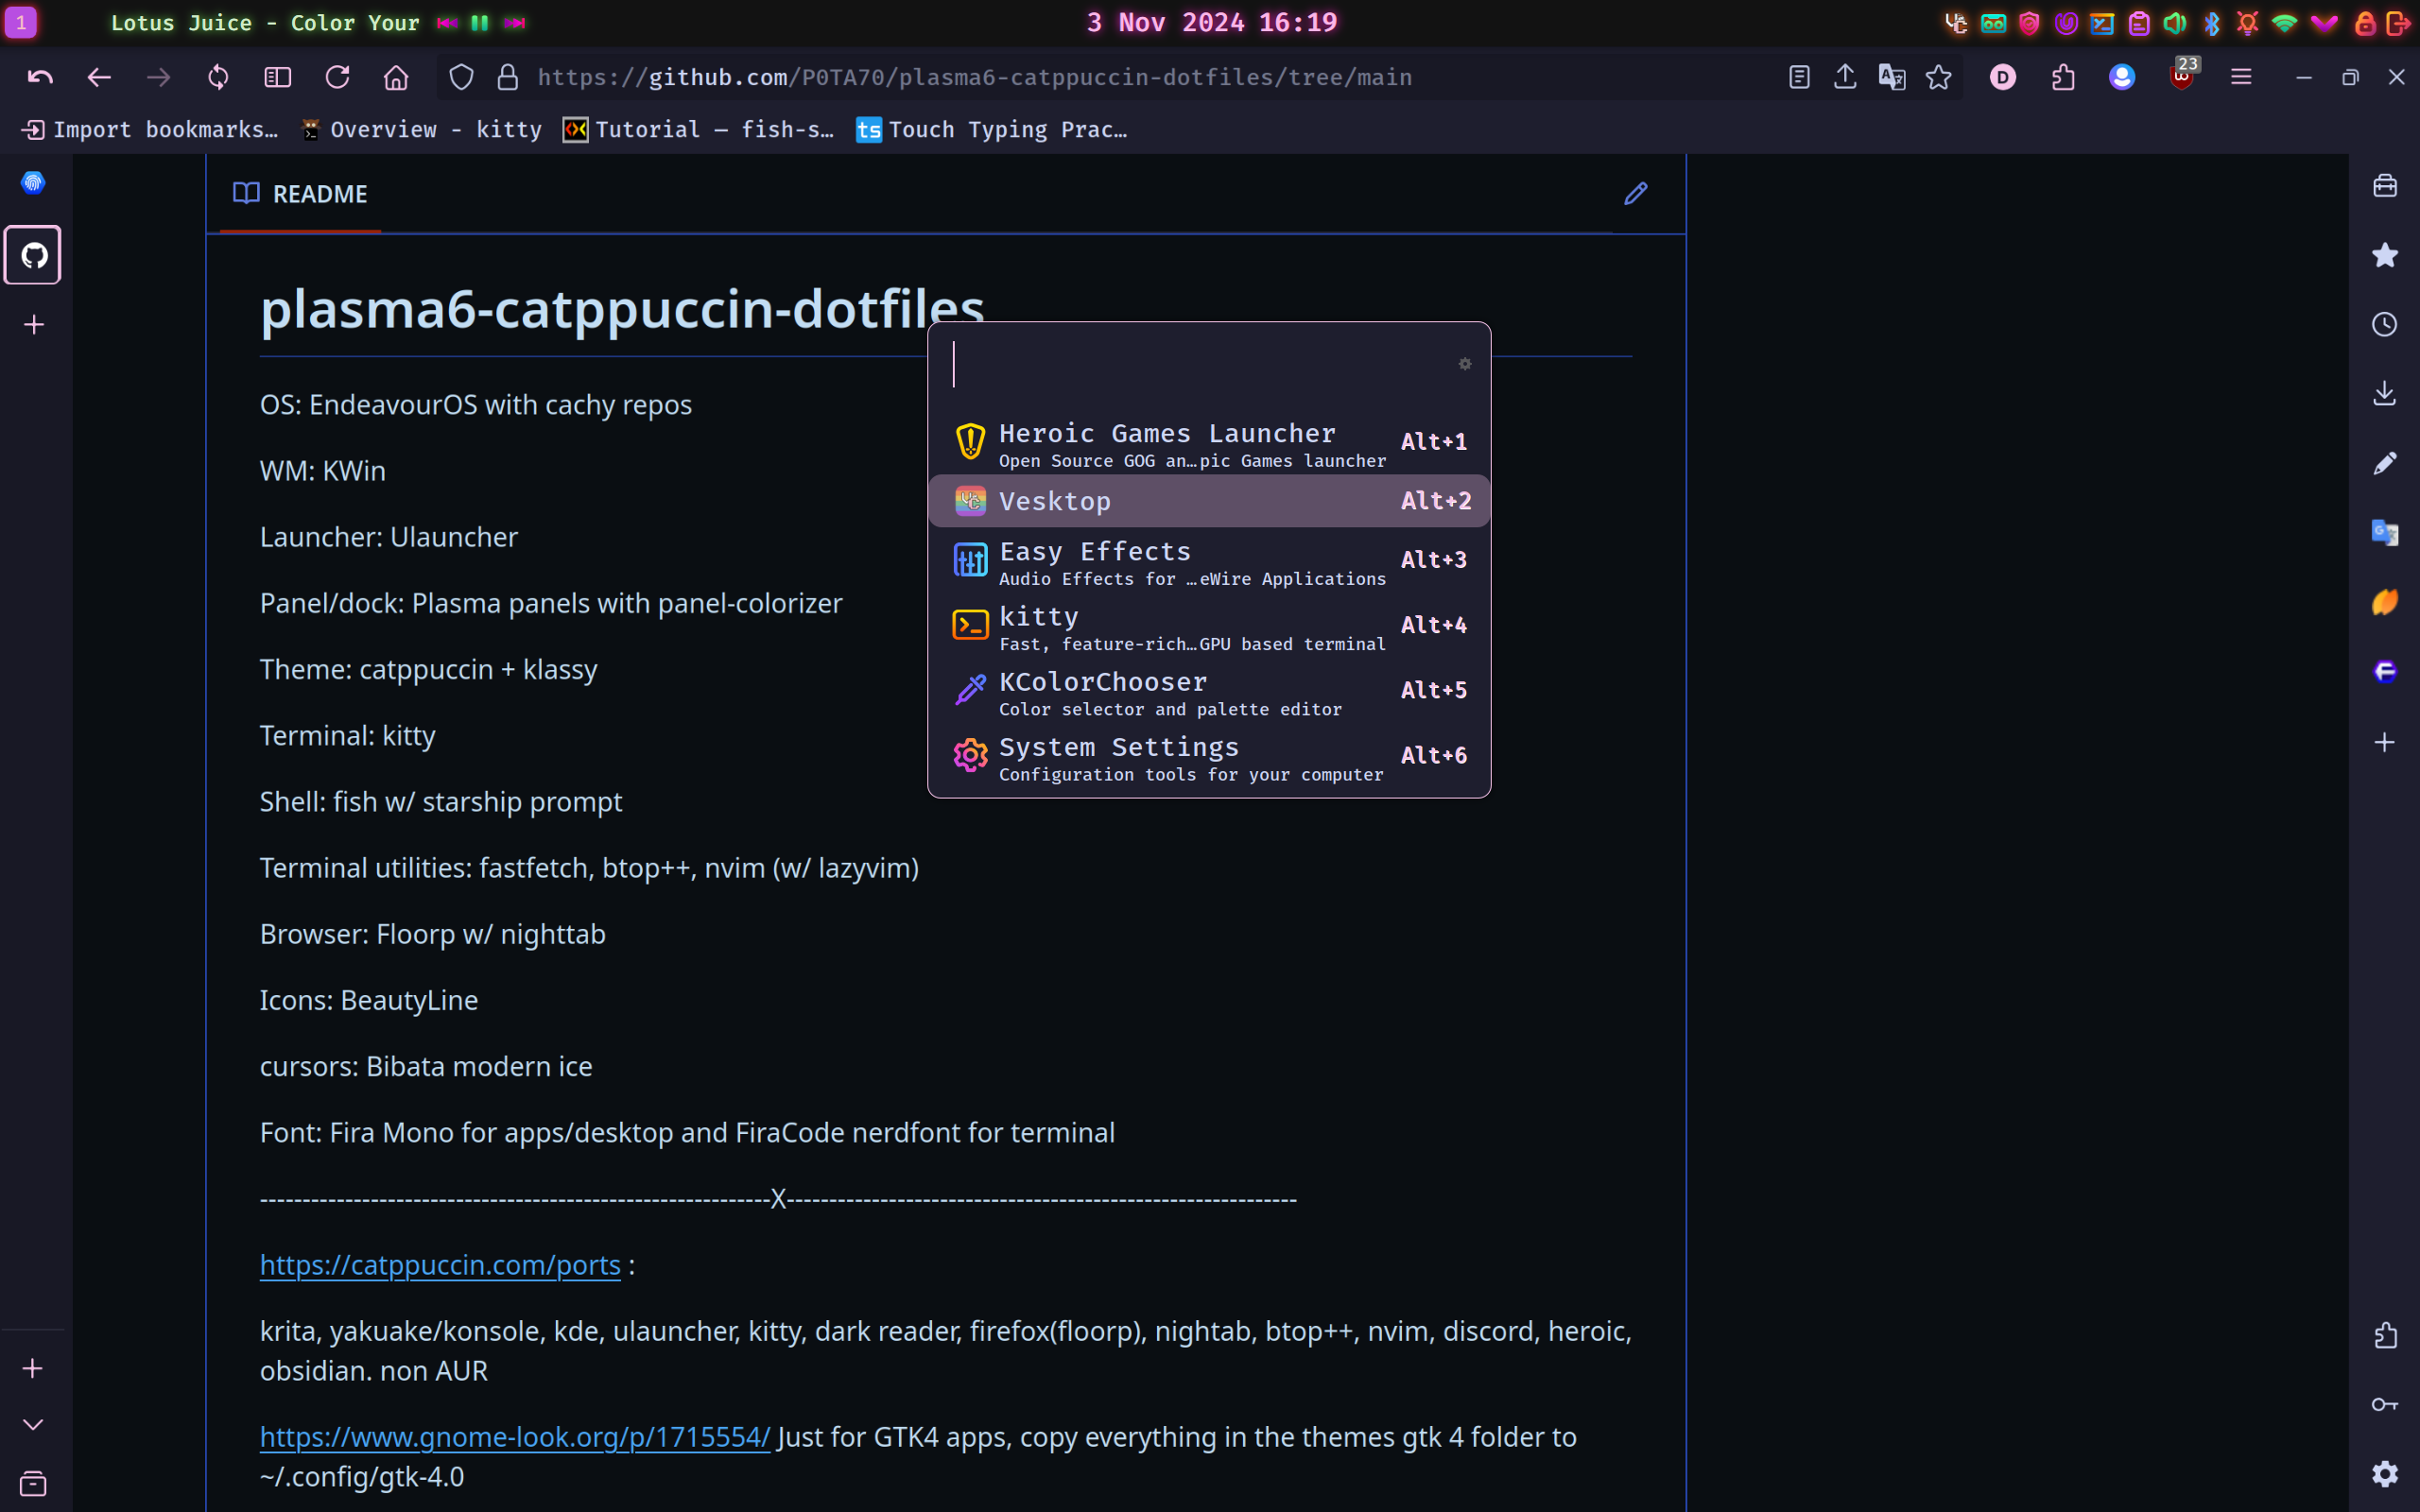 1
Lotus Juice - Color Your
3 Nov 2024 16:19
https://github.com/P0TA70/plasma6-catppuccin-dotfiles/tree/main
D
23
Import bookmarks…
Overview - kitty
Tutorial — fish-s…
ts Touch Typing Prac…
README
plasma6-catppuccin-dotfiles
OS: EndeavourOS with cachy repos
WM: KWin
Launcher: Ulauncher
Panel/dock: Plasma panels with panel-colorizer
Theme: catppuccin + klassy
Terminal: kitty
Shell: fish w/ starship prompt
Terminal utilities: fastfetch, btop++, nvim (w/ lazyvim)
Browser: Floorp w/ nighttab
Icons: BeautyLine
cursors: Bibata modern ice
Font: Fira Mono for apps/desktop and FiraCode nerdfont for terminal
------------------------------------------------------------X------------------------------------------------------------
https://catppuccin.com/ports :
krita, yakuake/konsole, kde, ulauncher, kitty, dark reader, firefox(floorp), nightab, btop++, nvim, discord, heroic,
obsidian. non AUR
https://www.gnome-look.org/p/1715554/ Just for GTK4 apps, copy everything in the themes gtk 4 folder to
~/.config/gtk-4.0
Heroic Games Launcher Alt+1
Open Source GOG an…pic Games launcher
Vesktop Alt+2
Easy Effects Alt+3
Audio Effects for …eWire Applications
kitty Alt+4
Fast, feature-rich…GPU based terminal
KColorChooser Alt+5
Color selector and palette editor
System Settings Alt+6
Configuration tools for your computer